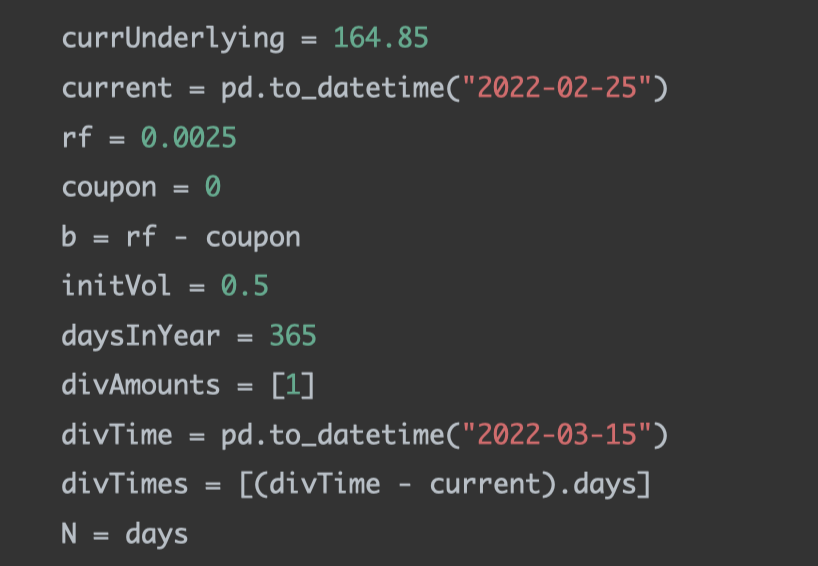 currUnderlying = 164.85
current = pd.to_datetime("2022-02-25")
rf = 0.0025
coupon = 0
b = rf - coupon
initVol = 0.5
daysInYear = 365
divAmounts = [1]
divTime = pd.to_datetime("2022-03-15")
divTimes = [(divTime - current).days]
N = days